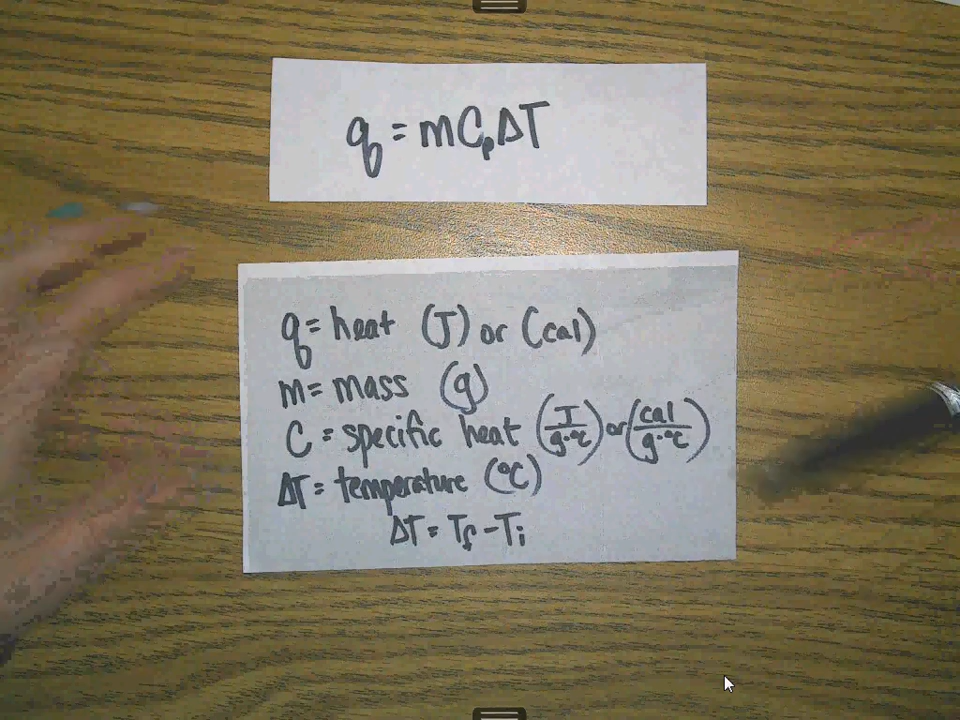 q = mCpΔT
q = heat (J) or (cal)
m = mass (g)
C = specific heat (J/g·°C) or (cal/g·°C)
ΔT = temperature (°C)
ΔT = Tf - Ti